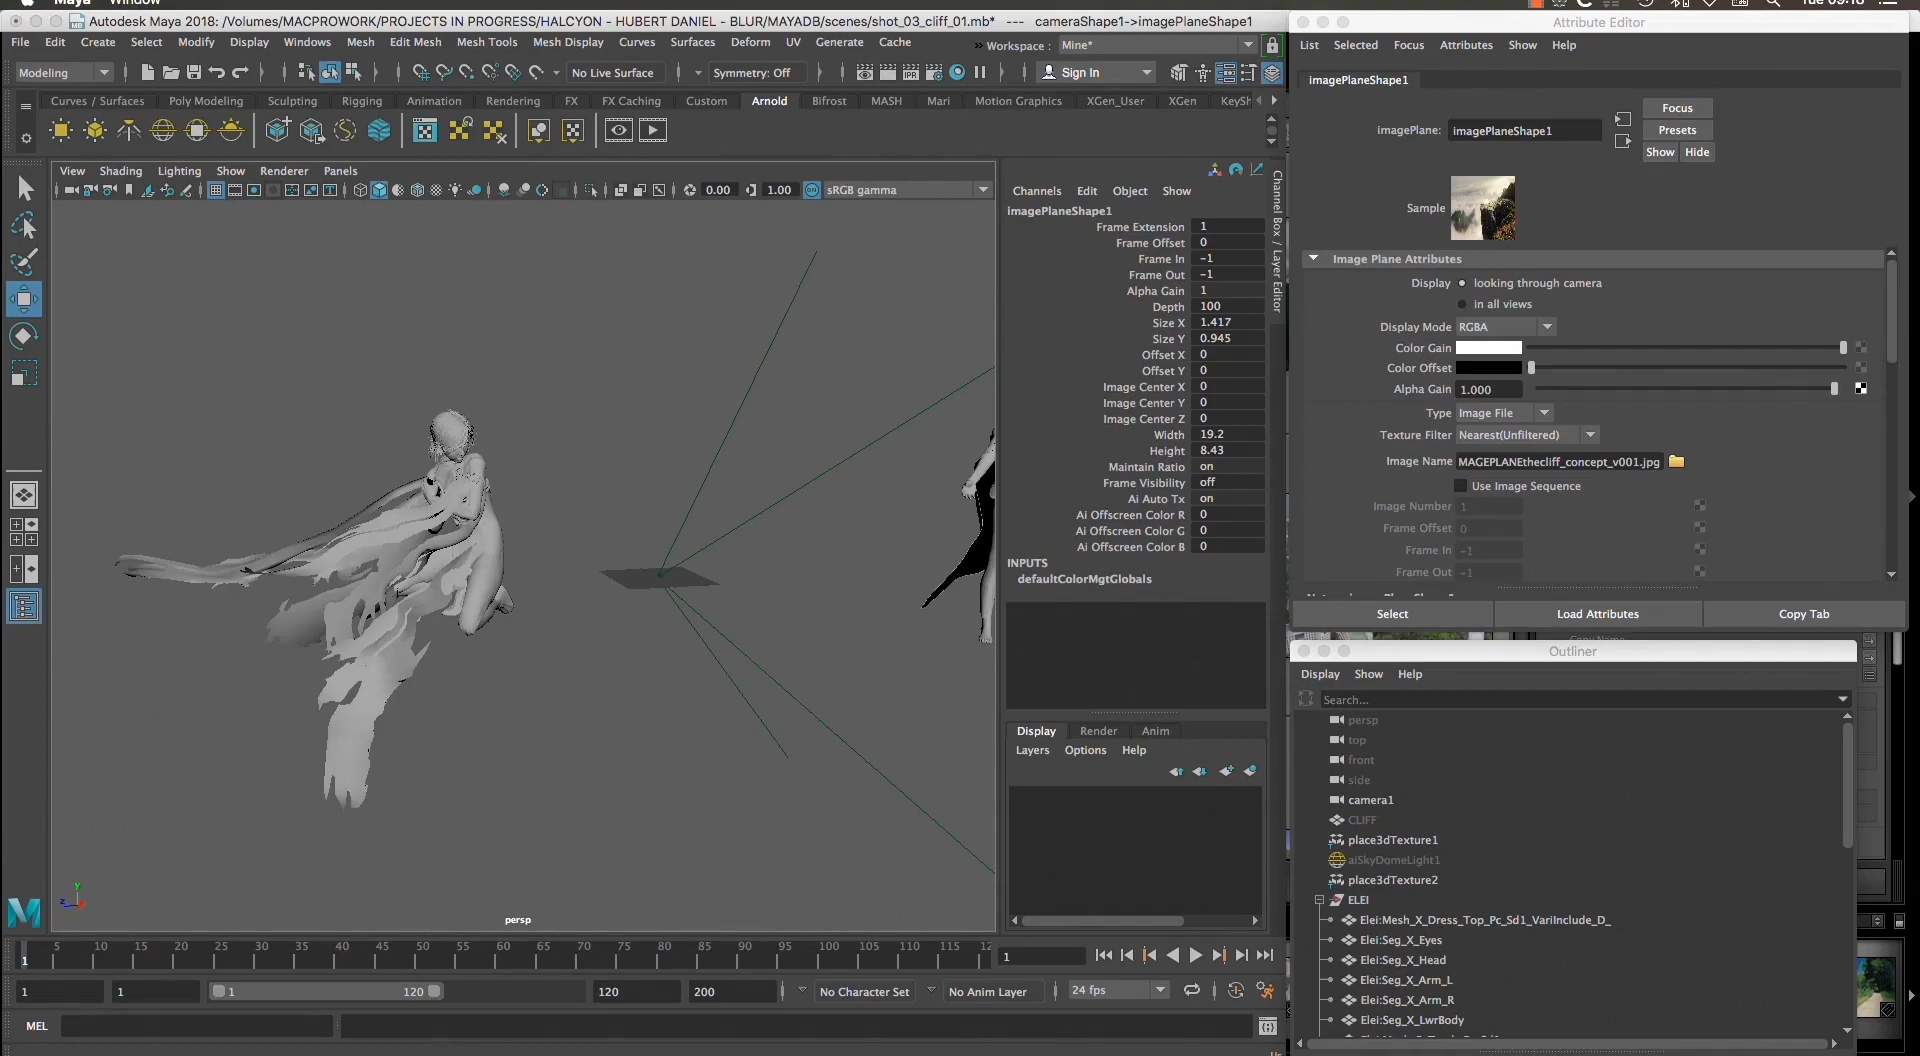 Maya Window
Tue 09:18
Autodesk Maya 2018: /Volumes/MACPROWORK/PROJECTS IN PROGRESS/HALCYON - HUBERT DANIEL - BLUR/MAYADB/scenes/shot_03_cliff_01.mb* --- cameraShape1->imagePlaneShape1
File Edit Create Select Modify Display Windows Mesh Edit Mesh Mesh Tools Mesh Display Curves Surfaces Deform UV Generate Cache
» Workspace : Mine*
Modeling No Live Surface Symmetry: Off IPR Sign In
Curves / Surfaces Poly Modeling Sculpting Rigging Animation Rendering FX FX Caching Custom Arnold Bifrost MASH Mari Motion Graphics XGen_User XGen KeySh
View Shading Lighting Show Renderer Panels
0.00 1.00 ON sRGB gamma
persp
y
z
Channels Edit Object Show
imagePlaneShape1
Frame Extension 1
Frame Offset 0
Frame In -1
Frame Out -1
Alpha Gain 1
Depth 100
Size X 1.417
Size Y 0.945
Offset X 0
Offset Y 0
Image Center X 0
Image Center Y 0
Image Center Z 0
Width 19.2
Height 8.43
Maintain Ratio on
Frame Visibility off
Ai Auto Tx on
Ai Offscreen Color R 0
Ai Offscreen Color G 0
Ai Offscreen Color B 0
INPUTS
defaultColorMgtGlobals
Channel Box / Layer Editor
Display Render Anim
Layers Options Help
5 10 15 20 25 30 35 40 45 50 55 60 65 70 75 80 85 90 95 100 105 110 115 12
1
1
1 1 1 120 120 200 No Character Set No Anim Layer 24 fps
MEL
Attribute Editor
List Selected Focus Attributes Show Help
imagePlaneShape1
imagePlane: imagePlaneShape1
Focus
Presets
Show Hide
Sample
Image Plane Attributes
Display looking through camera
in all views
Display Mode RGBA
Color Gain
Color Offset
Alpha Gain 1.000
Type Image File
Texture Filter Nearest(Unfiltered)
Image Name MAGEPLANEthecliff_concept_v001.jpg
Use Image Sequence
Image Number 1
Frame Offset 0
Frame In -1
Frame Out -1
Select Load Attributes Copy Tab
Copy Name
Outliner
Display Show Help
Search...
persp
top
front
side
camera1
CLIFF
place3dTexture1
aiSkyDomeLight1
place3dTexture2
ELEI
Elei:Mesh_X_Dress_Top_Pc_Sd1_VariInclude_D_
Elei:Seg_X_Eyes
Elei:Seg_X_Head
Elei:Seg_X_Arm_L
Elei:Seg_X_Arm_R
Elei:Seg_X_LwrBody